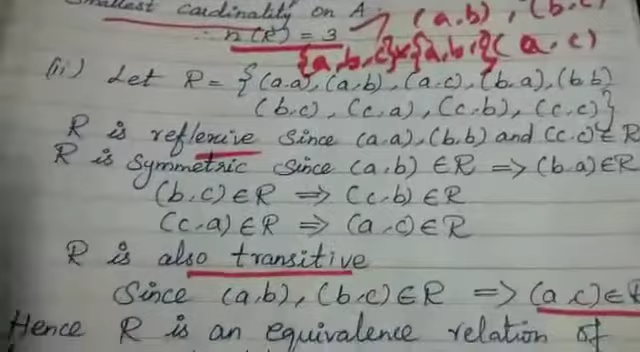 Smallest cardinality on A.
(a.b), (b.c)
∴ n(R) = 3
{a,b,c}×{a,b,c} (a.c)
(ii) Let R = {(a.a), (a.b), (a.c), (b.a), (b.b)
(b.c), (c.a), (c.b), (c.c)}
R is reflexive since (a.a), (b.b) and (c.c) ∈ R
R is symmetric since (a.b) ∈ R, => (b.a) ∈ R
(b.c) ∈ R => (c.b) ∈ R
(c.a) ∈ R => (a.c) ∈ R
R is also transitive
Since (a,b), (b.c) ∈ R => (a.c) ∈ R
Hence R is an equivalence relation of